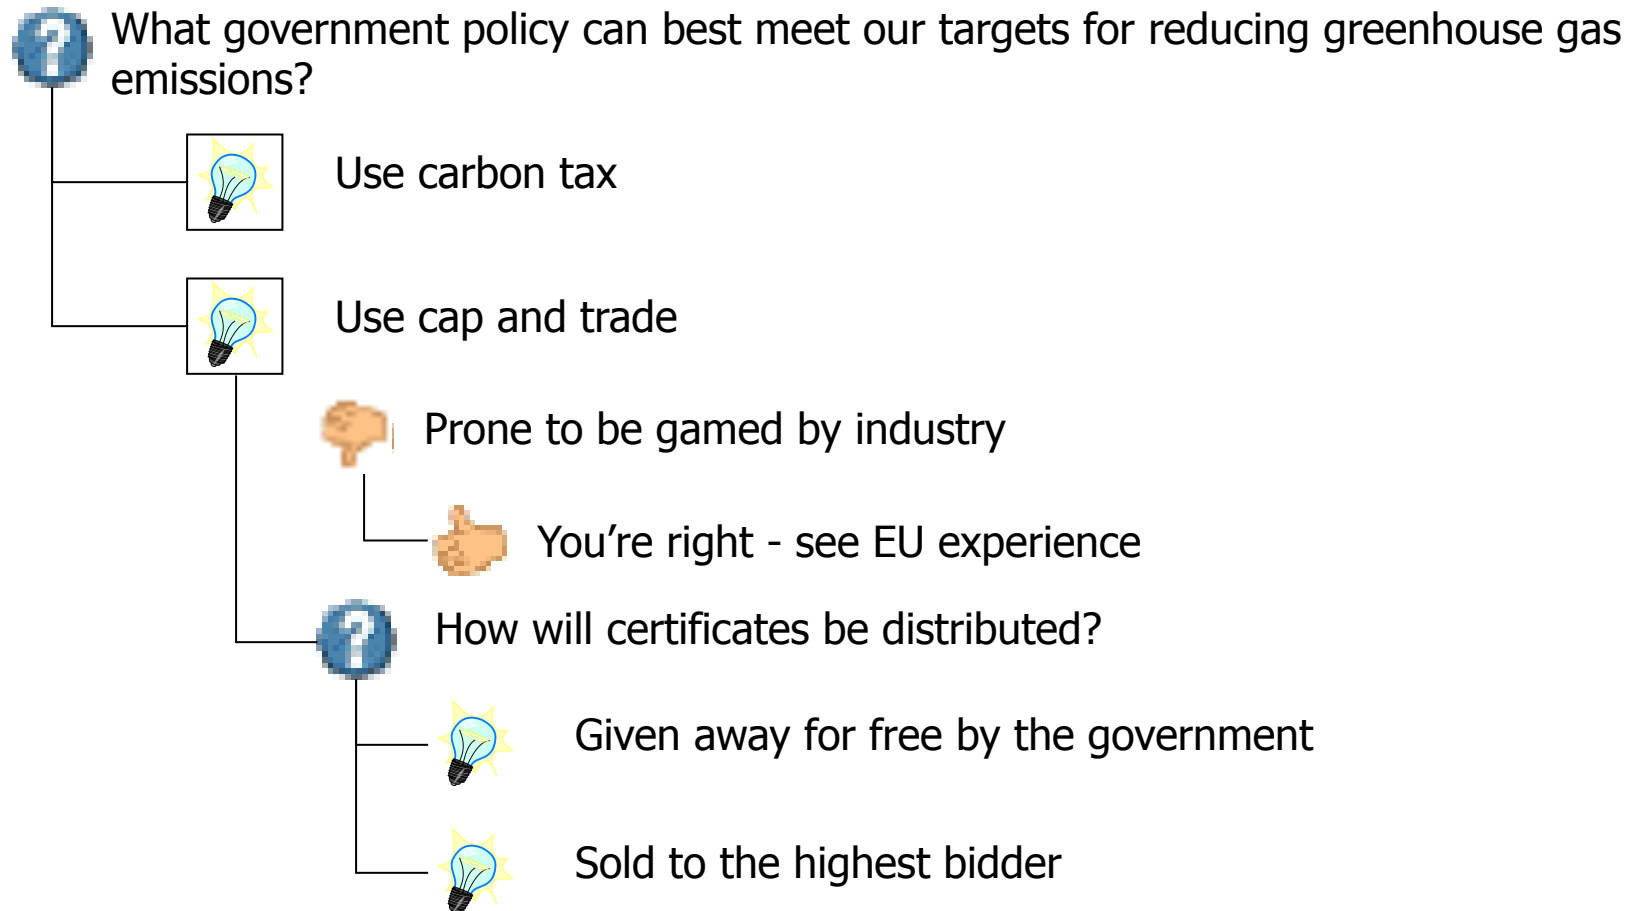 What government policy can best meet our targets for reducing greenhouse gas
emissions?
Use carbon tax
Use cap and trade
Prone to be gamed by industry
You’re right - see EU experience
How will certificates be distributed?
Given away for free by the government
Sold to the highest bidder